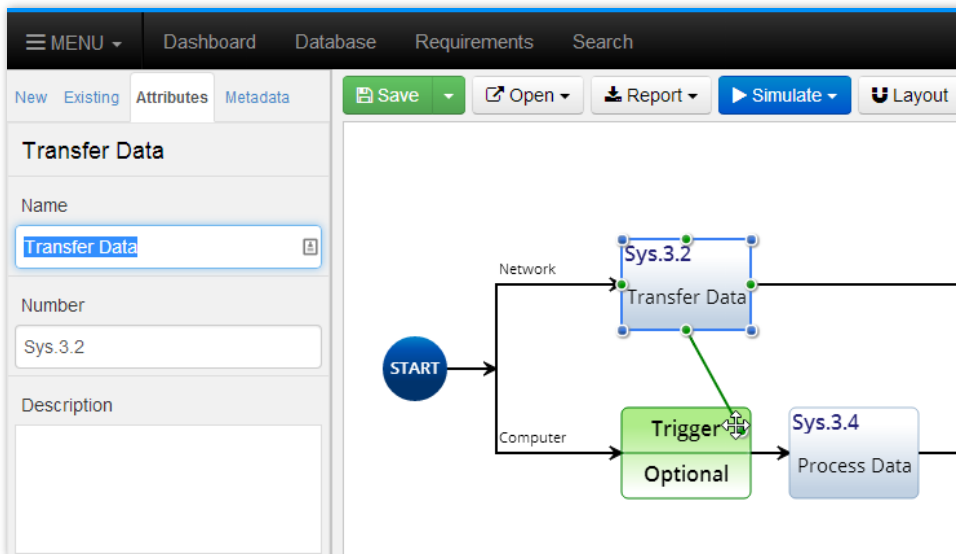 MENU Dashboard Database Requirements Search
New Existing Attributes Metadata
Save Open Report Simulate Layout
Transfer Data
Name
Transfer Data
Number
Sys.3.2
Description
Network
Sys.3.2
Transfer Data
START
Computer
Trigger
Optional
Sys.3.4
Process Data